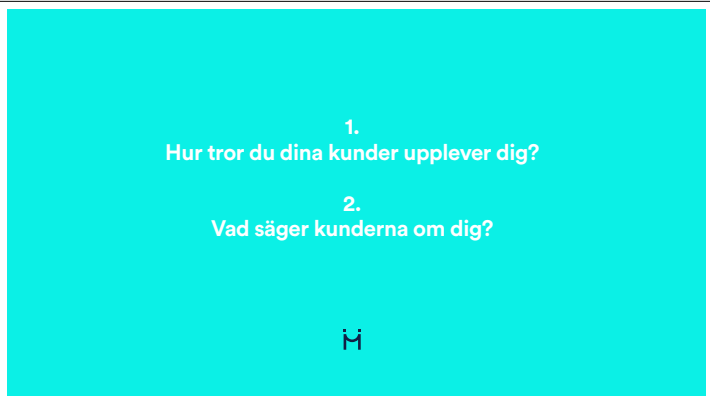 1.
Hur tror du dina kunder upplever dig?
2.
Vad säger kunderna om dig?